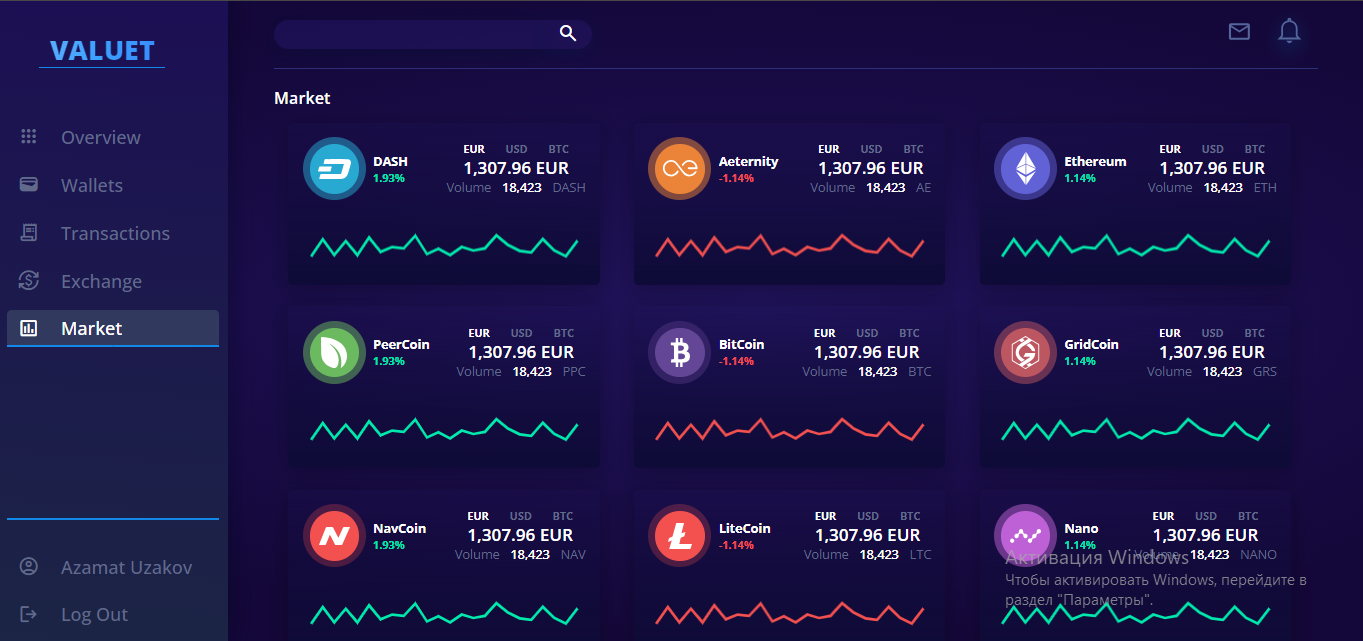 VALUET
Overview
Wallets
Transactions
Exchange
Market
Azamat Uzakov
Log Out
Market
DASH
1.93%
EUR USD BTC
1,307.96 EUR
Volume 18,423 DASH
Aeternity
-1.14%
EUR USD BTC
1,307.96 EUR
Volume 18,423 AE
Ethereum
1.14%
EUR USD BTC
1,307.96 EUR
Volume 18,423 ETH
PeerCoin
1.93%
EUR USD BTC
1,307.96 EUR
Volume 18,423 PPC
BitCoin
-1.14%
EUR USD BTC
1,307.96 EUR
Volume 18,423 BTC
GridCoin
1.14%
EUR USD BTC
1,307.96 EUR
Volume 18,423 GRS
NavCoin
1.93%
EUR USD BTC
1,307.96 EUR
Volume 18,423 NAV
LiteCoin
-1.14%
EUR USD BTC
1,307.96 EUR
Volume 18,423 LTC
Nano
1.14%
EUR USD BTC
1,307.96 EUR
Volume 18,423 NANO
Активация Windows
Чтобы активировать Windows, перейдите в
раздел "Параметры".